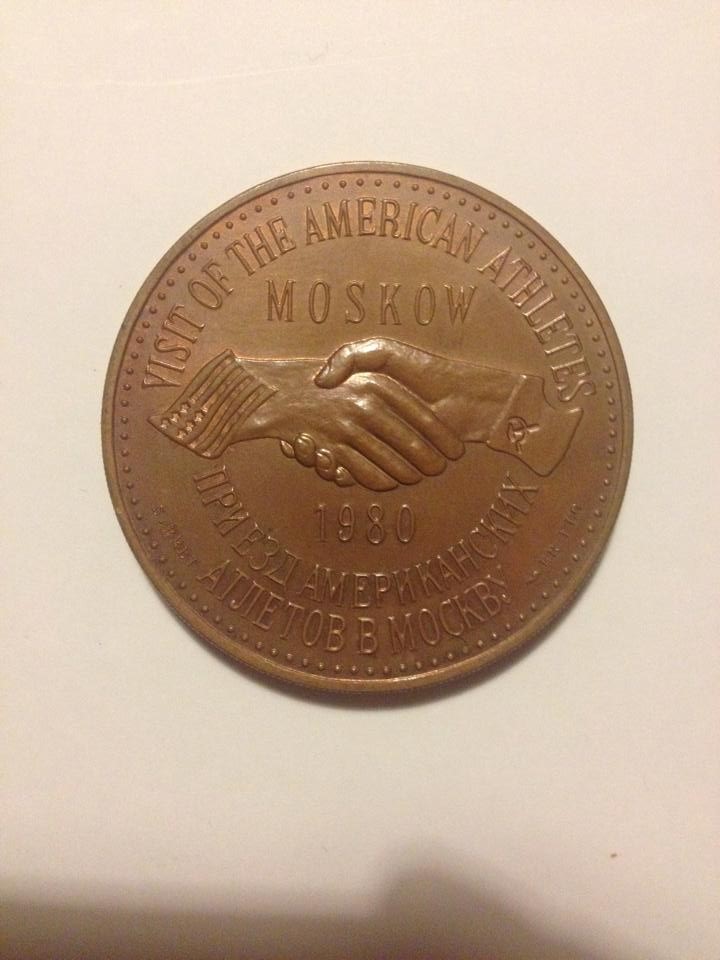 VISIT OF THE AMERICAN ATHLETES
MOSKOW
1980
ПРИЕЗД АМЕРИКАНСКИХ
АТЛЕТОВ В МОСКВУ